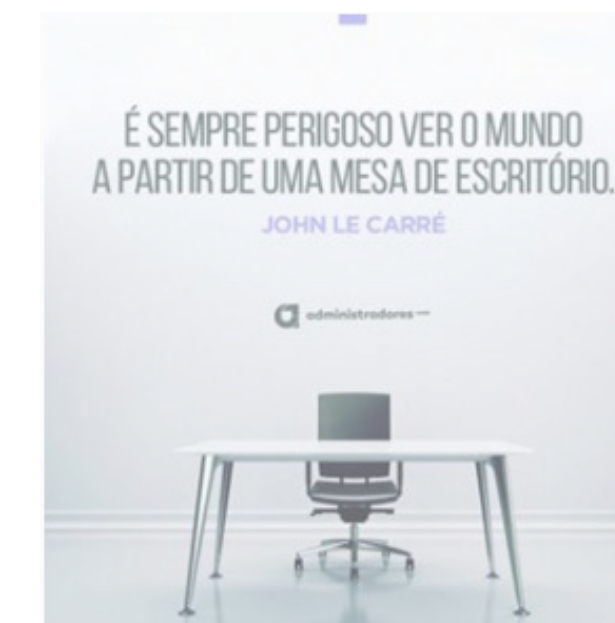 É SEMPRE PERIGOSO VER O MUNDO
A PARTIR DE UMA MESA DE ESCRITÓRIO.
JOHN LE CARRÉ
administradores